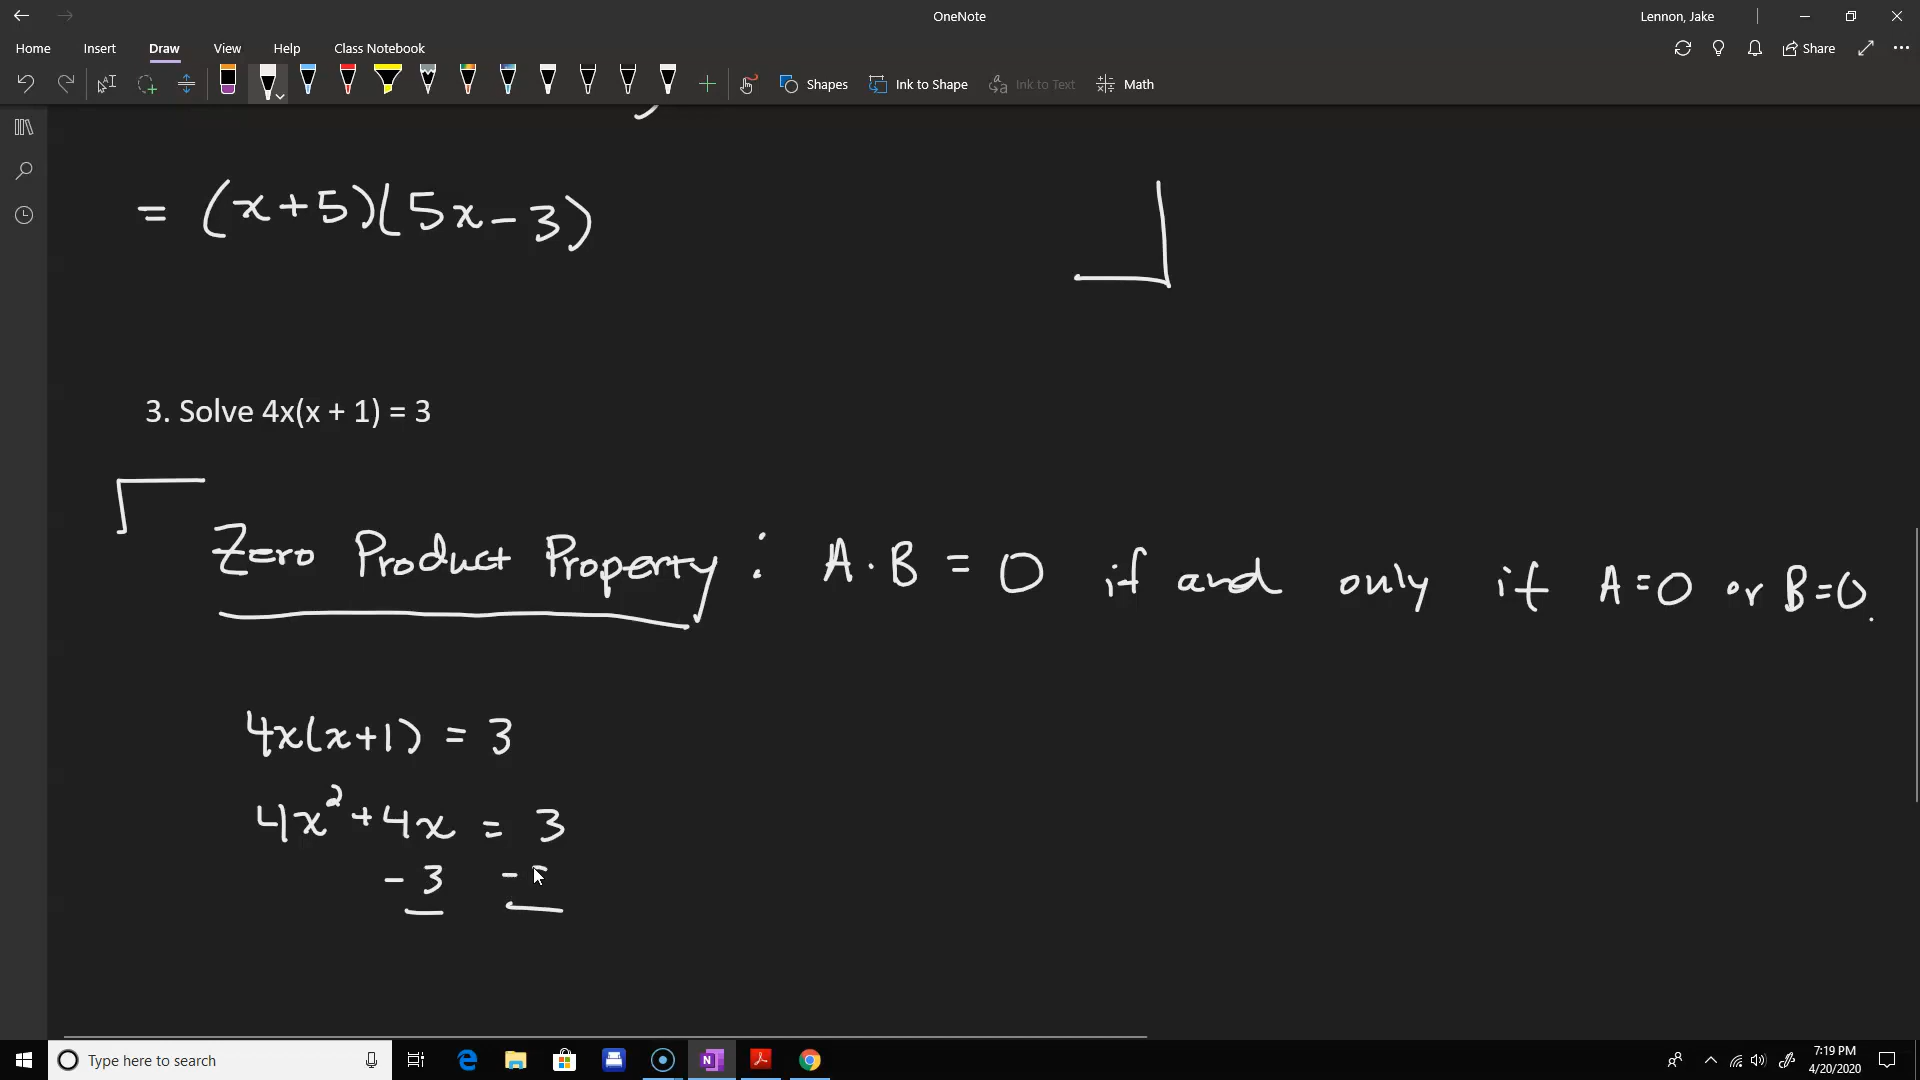 OneNote
Lennon, Jake
Home Insert Draw View Help Class Notebook
Share
Shapes Ink to Shape Ink to Text Math
= (x+5)(5x-3)
3. Solve 4x(x + 1) = 3
Zero Product Property : A · B = 0 if and only if A = 0 or B = 0.
4x(x+1) = 3
4x² + 4x = 3
- 3 -
Type here to search
7:19 PM
4/20/2020